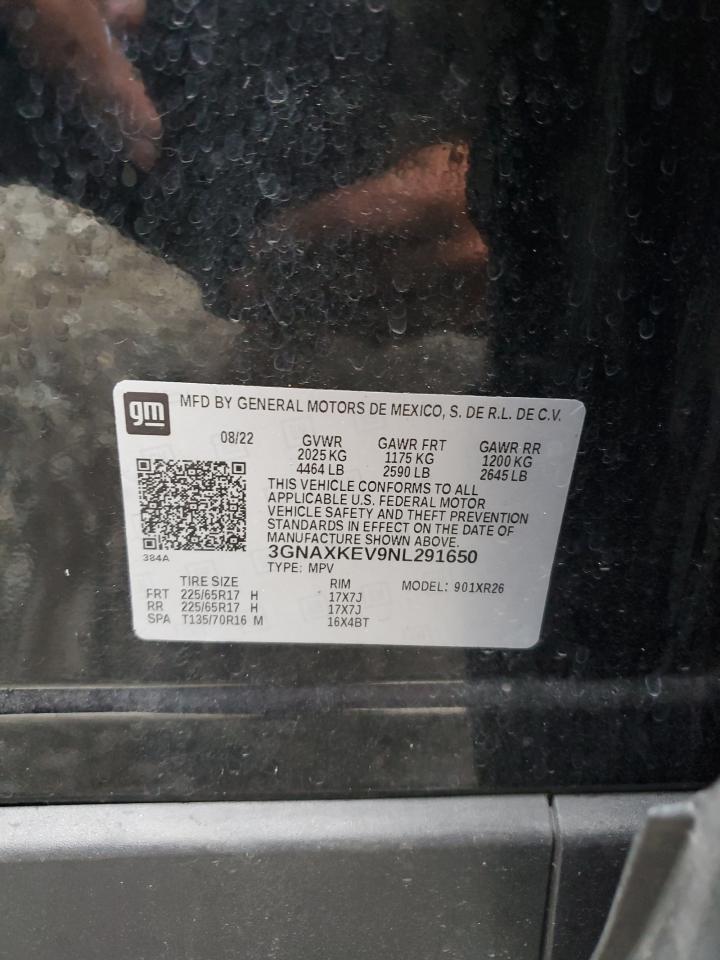 gm MFD BY GENERAL MOTORS DE MEXICO, S. DE R.L. DE C.V.
08/22 GVWR GAWR FRT GAWR RR
2025 KG 1175 KG 1200 KG
4464 LB 2590 LB 2645 LB
THIS VEHICLE CONFORMS TO ALL
APPLICABLE U.S. FEDERAL MOTOR
VEHICLE SAFETY AND THEFT PREVENTION
STANDARDS IN EFFECT ON THE DATE OF
MANUFACTURE SHOWN ABOVE.
384A 3GNAXKEV9NL291650
TYPE: MPV
TIRE SIZE RIM MODEL: 901XR26
FRT 225/65R17 H 17X7J
RR 225/65R17 H 17X7J
SPA T135/70R16 M 16X4BT